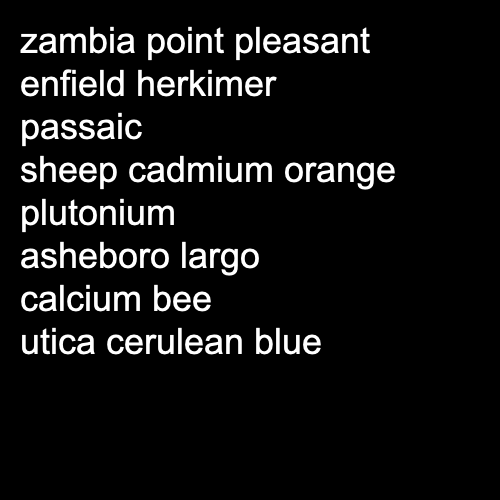 zambia point pleasant
enfield herkimer
passaic
sheep cadmium orange
plutonium
asheboro largo
calcium bee
utica cerulean blue